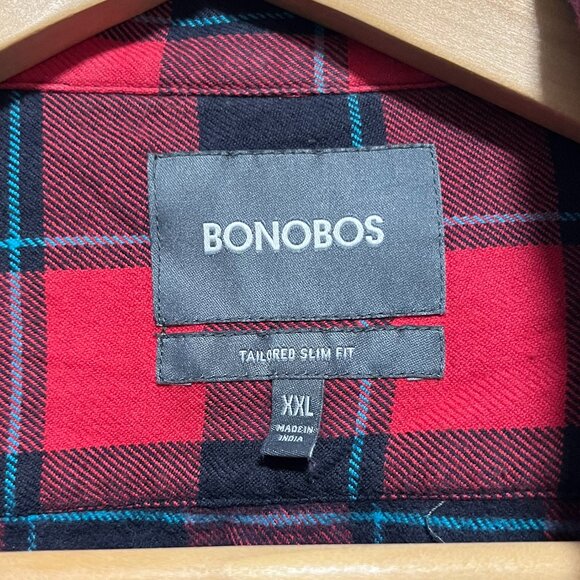 BONOBOS
TAILORED SLIM FIT
XXL
MADE IN
INDIA